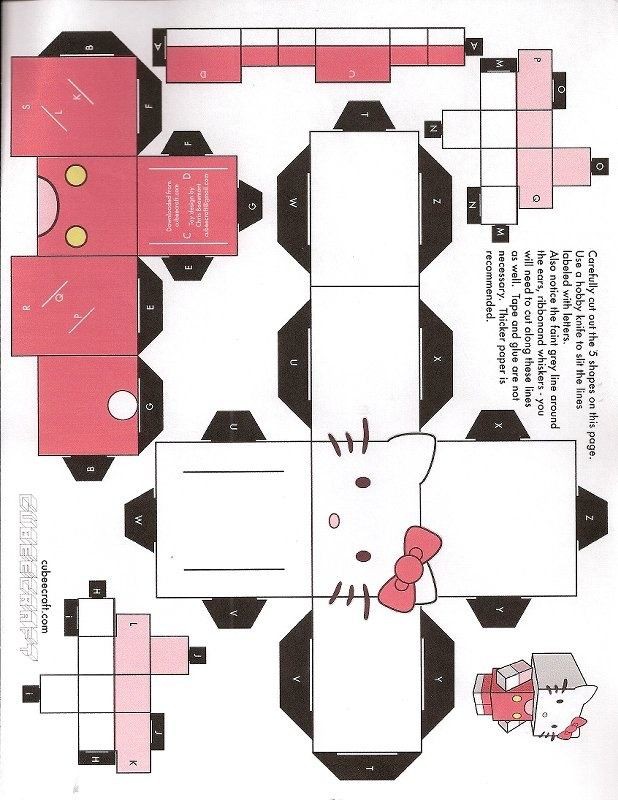 CUBEECRAFT
cubeecraft.com
I
I
H
H
K
L
J
J
B
R
Q
P
S
L
K
B
G
E
F
E
C
D
F
G
Downloaded from
cubeecraft.com
Toy design by
Chris Beaumont
cubeecraft@gmail.com
A
D
C
A
W
V
U
V
U
W
T
T
Y
X
Z
Y
X
Z
N
N
M
M
Q
P
O
O
Carefully cut out the 5 shapes on this page.
Use a hobby knife to slit the lines
labeled with letters.
Also notice the faint grey line around
the ears, ribbonand whiskers - you
will need to cut along these lines
as well. Tape and glue are not
necessary. Thicker paper is
recommended.